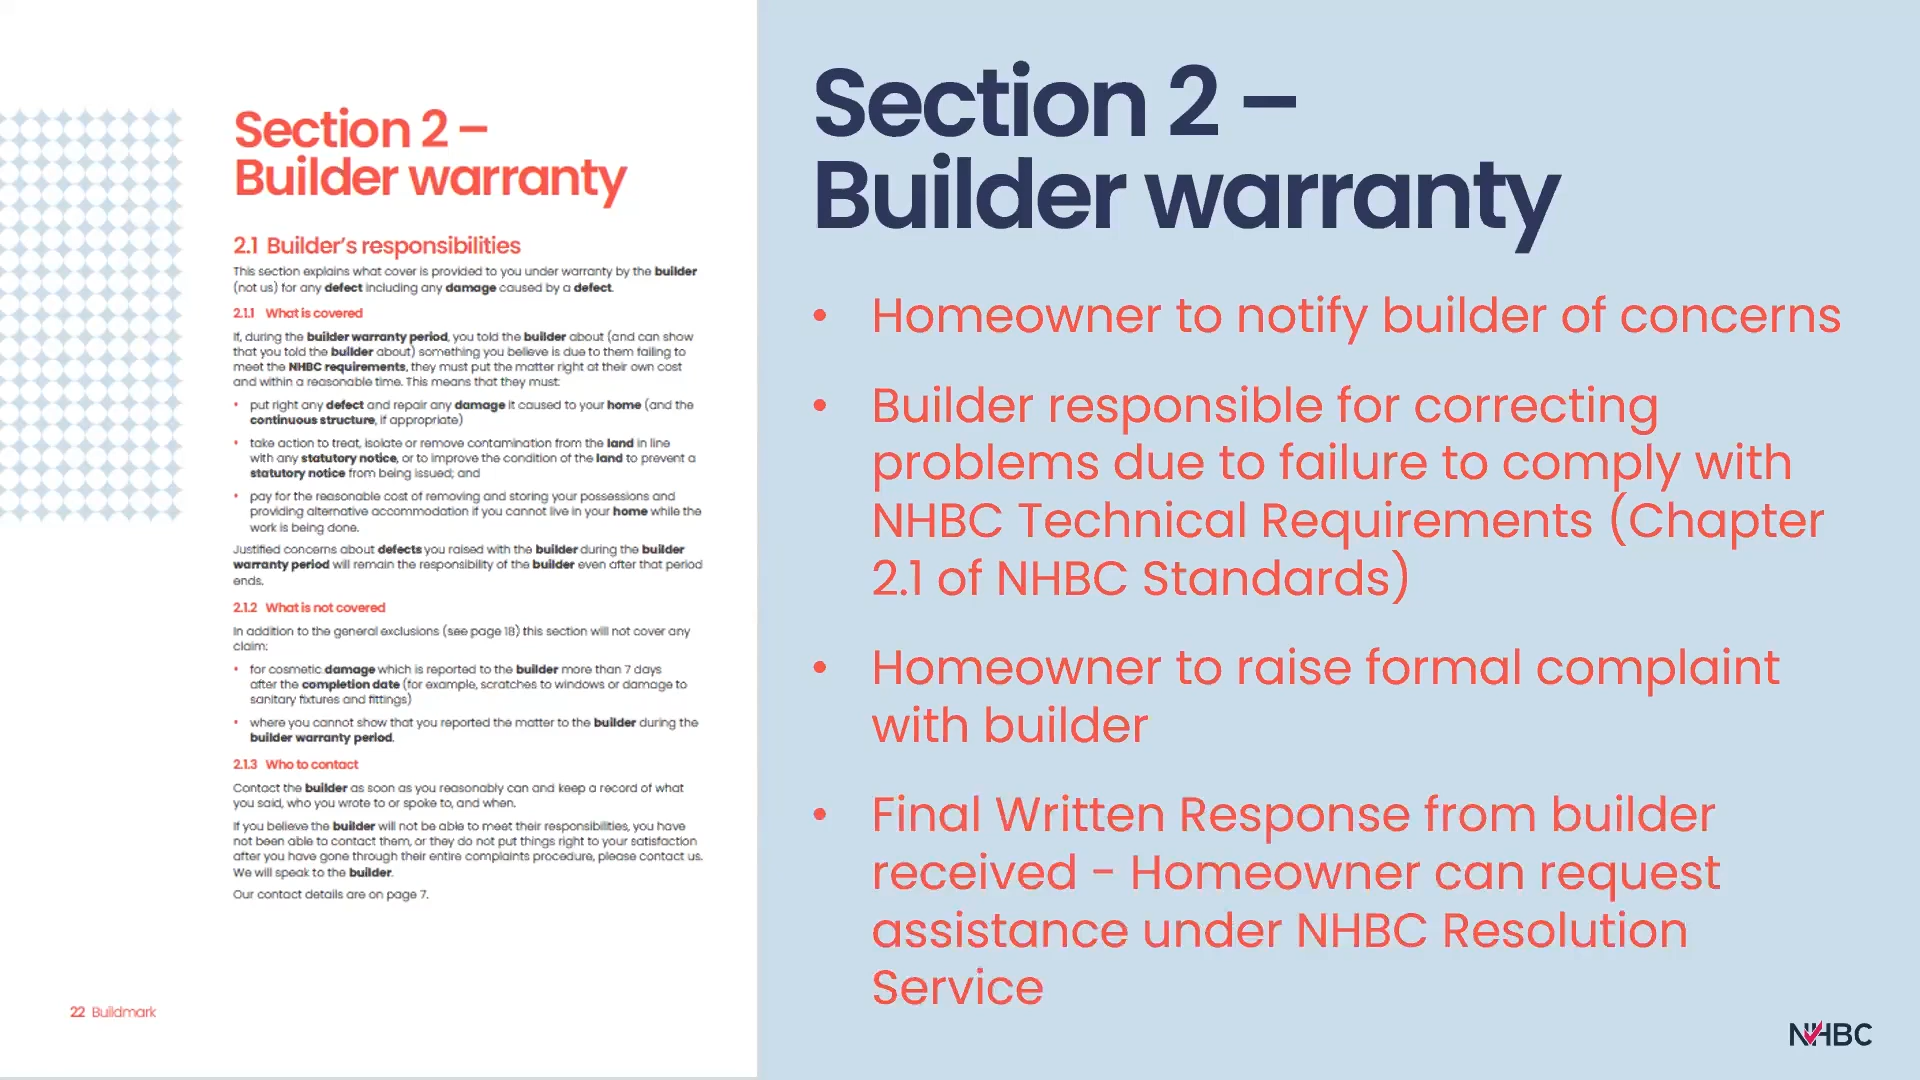 Section 2 –
Builder warranty
2.1 Builder's responsibilities
This section explains what cover is provided to you under warranty by the builder
(not us) for any defect including any damage caused by a defect.
2.1.1 What is covered
If, during the builder warranty period, you told the builder about (and can show
that you told the builder about) something you believe is due to them failing to
meet the NHBC requirements, they must put the matter right at their own cost
and within a reasonable time. This means that they must:
• put right any defect and repair any damage it caused to your home (and the
continuous structure, if appropriate)
• take action to treat, isolate or remove contamination from the land in line
with any statutory notice, or to improve the condition of the land to prevent a
statutory notice from being issued; and
• pay for the reasonable cost of removing and storing your possessions and
providing alternative accommodation if you cannot live in your home while the
work is being done.
Justified concerns about defects you raised with the builder during the builder
warranty period will remain the responsibility of the builder even after that period
ends.
2.1.2 What is not covered
In addition to the general exclusions (see page 18) this section will not cover any
claim:
• for cosmetic damage which is reported to the builder more than 7 days
after the completion date (for example, scratches to windows or damage to
sanitary fixtures and fittings)
• where you cannot show that you reported the matter to the builder during the
builder warranty period.
2.1.3 Who to contact
Contact the builder as soon as you reasonably can and keep a record of what
you said, who you wrote to or spoke to, and when.
If you believe the builder will not be able to meet their responsibilities, you have
not been able to contact them, or they do not put things right to your satisfaction
after you have gone through their entire complaints procedure, please contact us.
We will speak to the builder.
Our contact details are on page 7.
22 Buildmark
Section 2 –
Builder warranty
• Homeowner to notify builder of concerns
• Builder responsible for correcting
problems due to failure to comply with
NHBC Technical Requirements (Chapter
2.1 of NHBC Standards)
• Homeowner to raise formal complaint
with builder
• Final Written Response from builder
received - Homeowner can request
assistance under NHBC Resolution
Service
NHBC